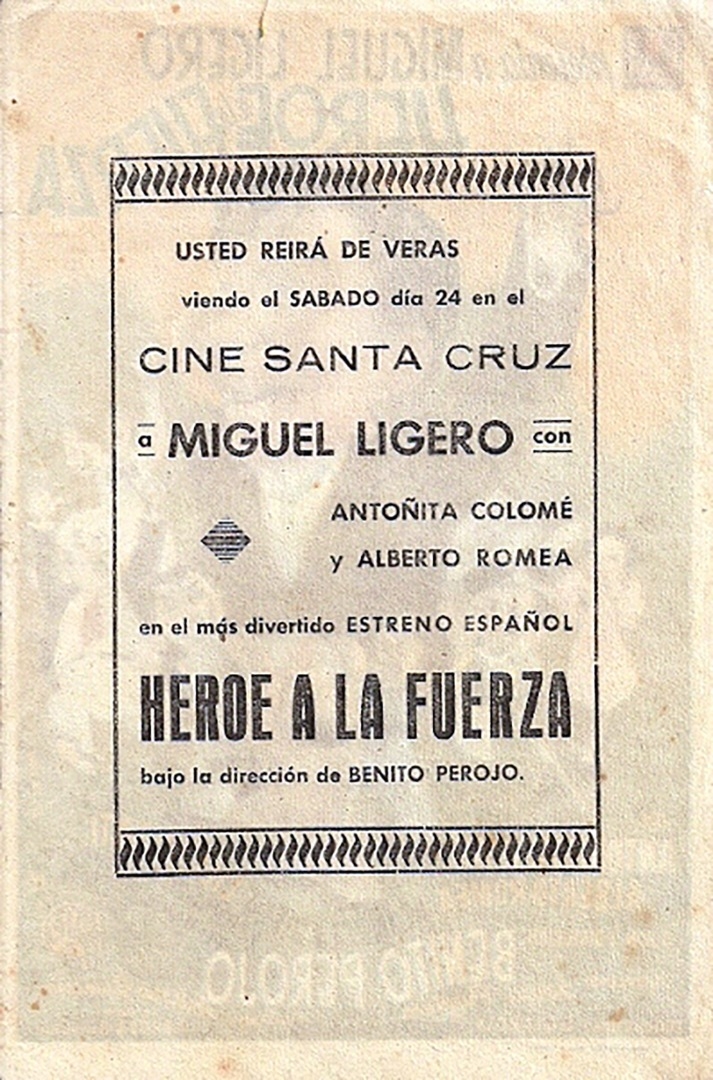 USTED REIRÁ DE VERAS
viendo el SABADO día 24 en el
CINE SANTA CRUZ
a MIGUEL LIGERO con
ANTOÑITA COLOMÉ
y ALBERTO ROMEA
en el más divertido ESTRENO ESPAÑOL
HEROE A LA FUERZA
bajo la dirección de BENITO PEROJO.